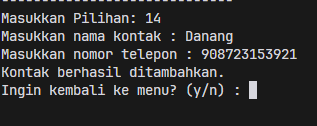 Masukkan Pilihan: 14
Masukkan nama kontak : Danang
Masukkan nomor telepon : 908723153921
Kontak berhasil ditambahkan.
Ingin kembali ke menu? (y/n) :